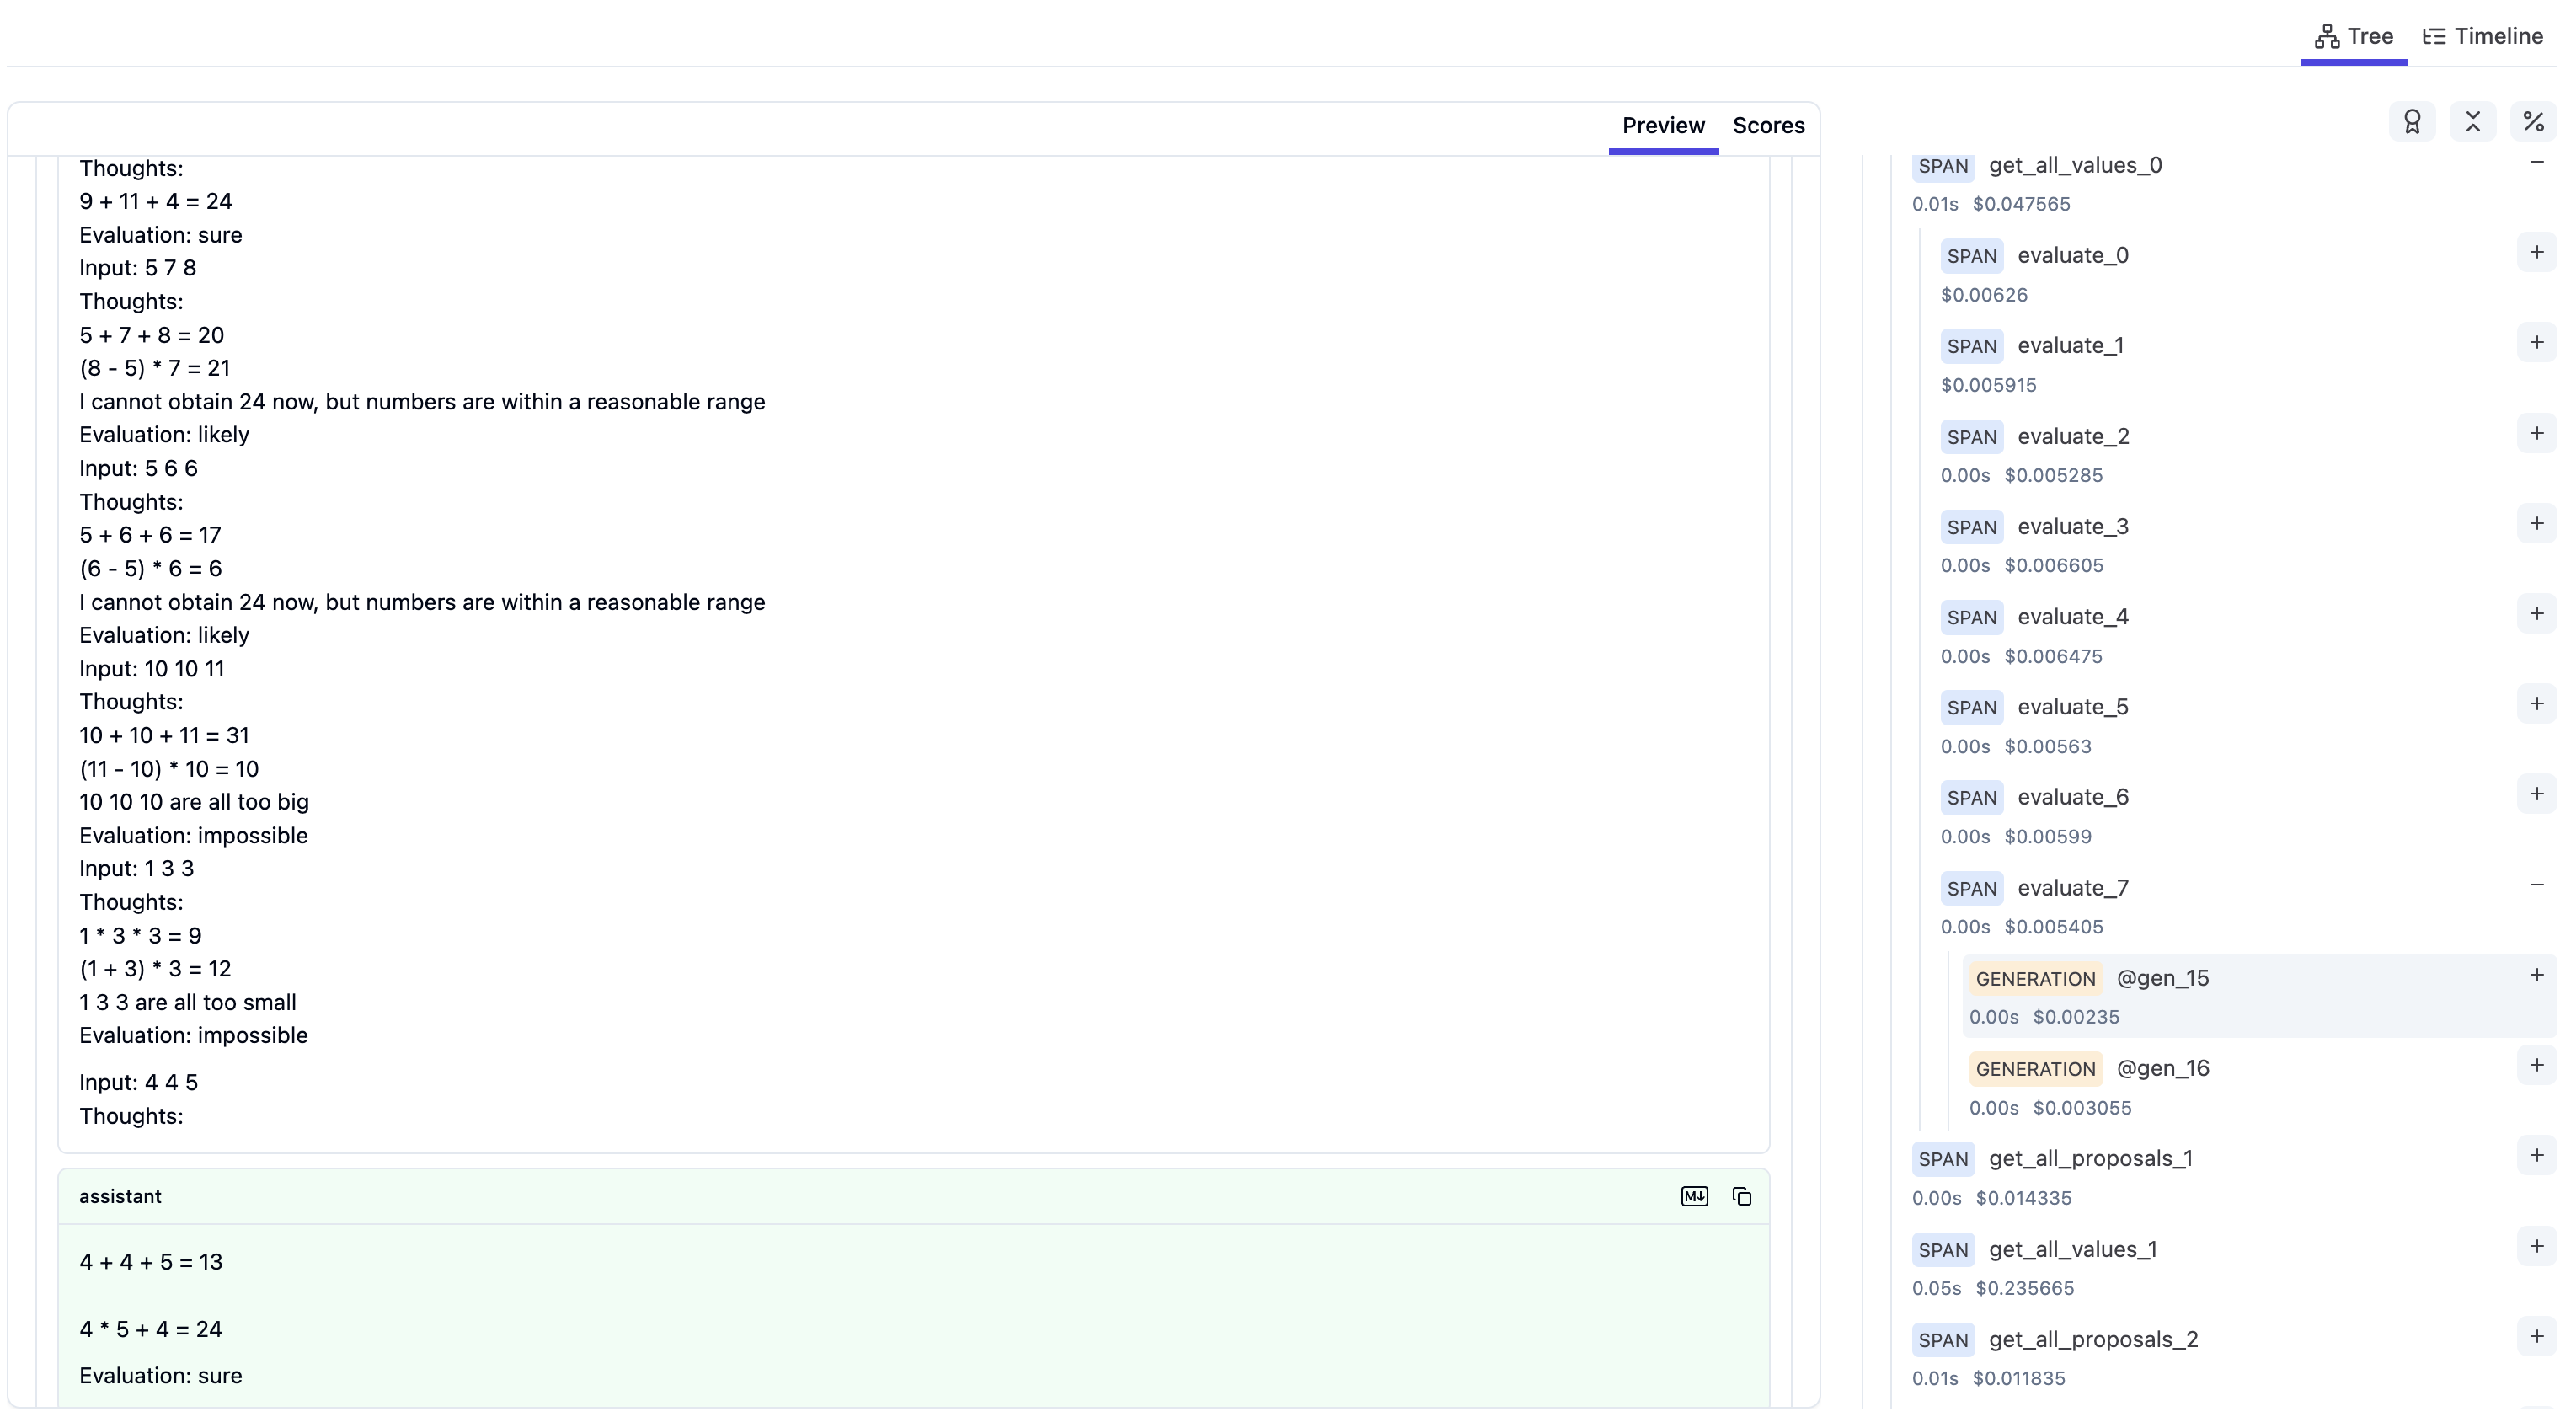 Tree Timeline
Preview Scores
Thoughts:
9 + 11 + 4 = 24
Evaluation: sure
Input: 5 7 8
Thoughts:
5 + 7 + 8 = 20
(8 - 5) * 7 = 21
I cannot obtain 24 now, but numbers are within a reasonable range
Evaluation: likely
Input: 5 6 6
Thoughts:
5 + 6 + 6 = 17
(6 - 5) * 6 = 6
I cannot obtain 24 now, but numbers are within a reasonable range
Evaluation: likely
Input: 10 10 11
Thoughts:
10 + 10 + 11 = 31
(11 - 10) * 10 = 10
10 10 10 are all too big
Evaluation: impossible
Input: 1 3 3
Thoughts:
1 * 3 * 3 = 9
(1 + 3) * 3 = 12
1 3 3 are all too small
Evaluation: impossible
Input: 4 4 5
Thoughts:
assistant
M↓
4 + 4 + 5 = 13
4 * 5 + 4 = 24
Evaluation: sure
SPAN get_all_values_0
0.01s $0.047565
SPAN evaluate_0
$0.00626
SPAN evaluate_1
$0.005915
SPAN evaluate_2
0.00s $0.005285
SPAN evaluate_3
0.00s $0.006605
SPAN evaluate_4
0.00s $0.006475
SPAN evaluate_5
0.00s $0.00563
SPAN evaluate_6
0.00s $0.00599
SPAN evaluate_7
0.00s $0.005405
GENERATION @gen_15
0.00s $0.00235
GENERATION @gen_16
0.00s $0.003055
SPAN get_all_proposals_1
0.00s $0.014335
SPAN get_all_values_1
0.05s $0.235665
SPAN get_all_proposals_2
0.01s $0.011835